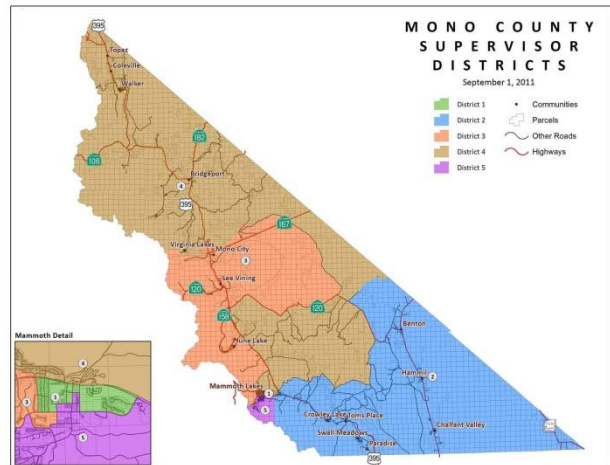 MONO COUNTY
SUPERVISOR
DISTRICTS
September 1, 2011
District 1
District 2
District 3
District 4
District 5
Communities
Parcels
Other Roads
Highways
395
Topaz
Coleville
Walker
182
108
Bridgeport
4
395
167
Virginia Lakes
Mono City
3
Lee Vining
120
120
158
June Lake
Benton
Mammoth Lakes
1
Hammil
2
5
Crowley Lake
Toms Place
Swall Meadows
Chalfant Valley
Paradise
395
Mammoth Detail
4
3
1
5